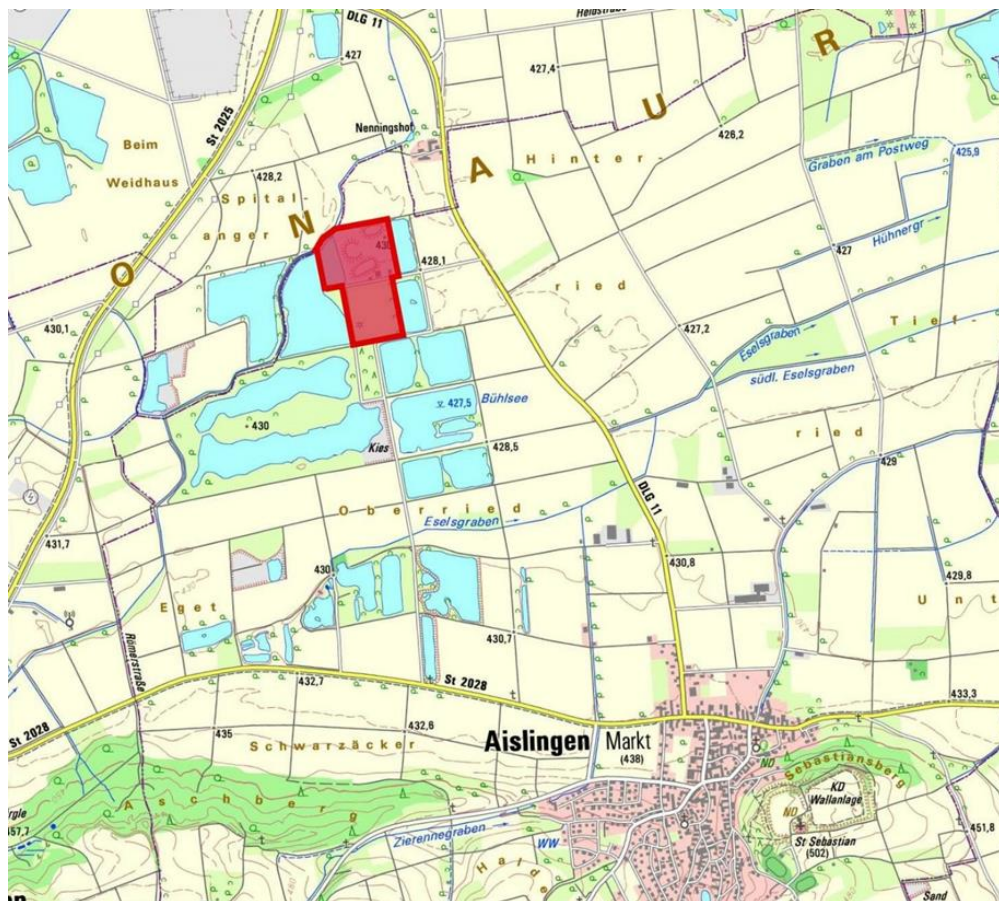 DLG 11
427
427,4
R
St 2025
U
426,2
Nenningshof
Beim
Weidhaus
A
Hinter-
Graben am Postweg
425,9
428,2
Spital-
anger
N
Hühnergr
427
428,1
O
ried
430,1
427,2
Eselsgraben
Tief-
südl. Eselsgraben
427,5
Bühlsee
430
Kies
428,5
ried
429
DLG 11
Oberried
Eselsgraben
431,7
430
430,8
429,8
Eget
Unt
430,7
Römerstraße
St 2028
432,7
433,3
St 2028
435
432,6
Schwarzäcker
Aislingen Markt
(438)
ND
Sebastiansberg
Aschberg
KD
Wallanlage
ND
457,7
Zierennegraben
WW
St Sebastian
(502)
451,8
Halde
Sand